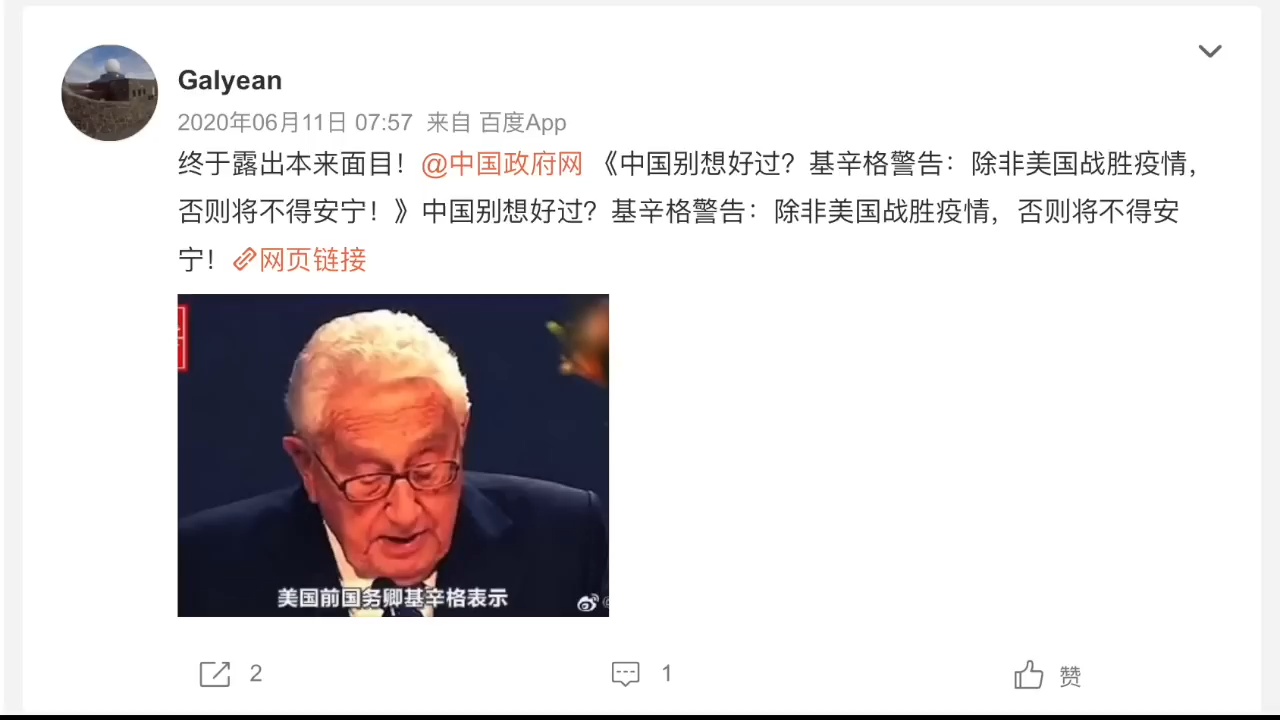 Galyean
2020年06月11日 07:57 来自 百度App
终于露出本来面目！@中国政府网 《中国别想好过？基辛格警告：除非美国战胜疫情，
否则将不得安宁！》中国别想好过？基辛格警告：除非美国战胜疫情，否则将不得安
宁！ 网页链接
美国前国务卿基辛格表示
2
1
赞